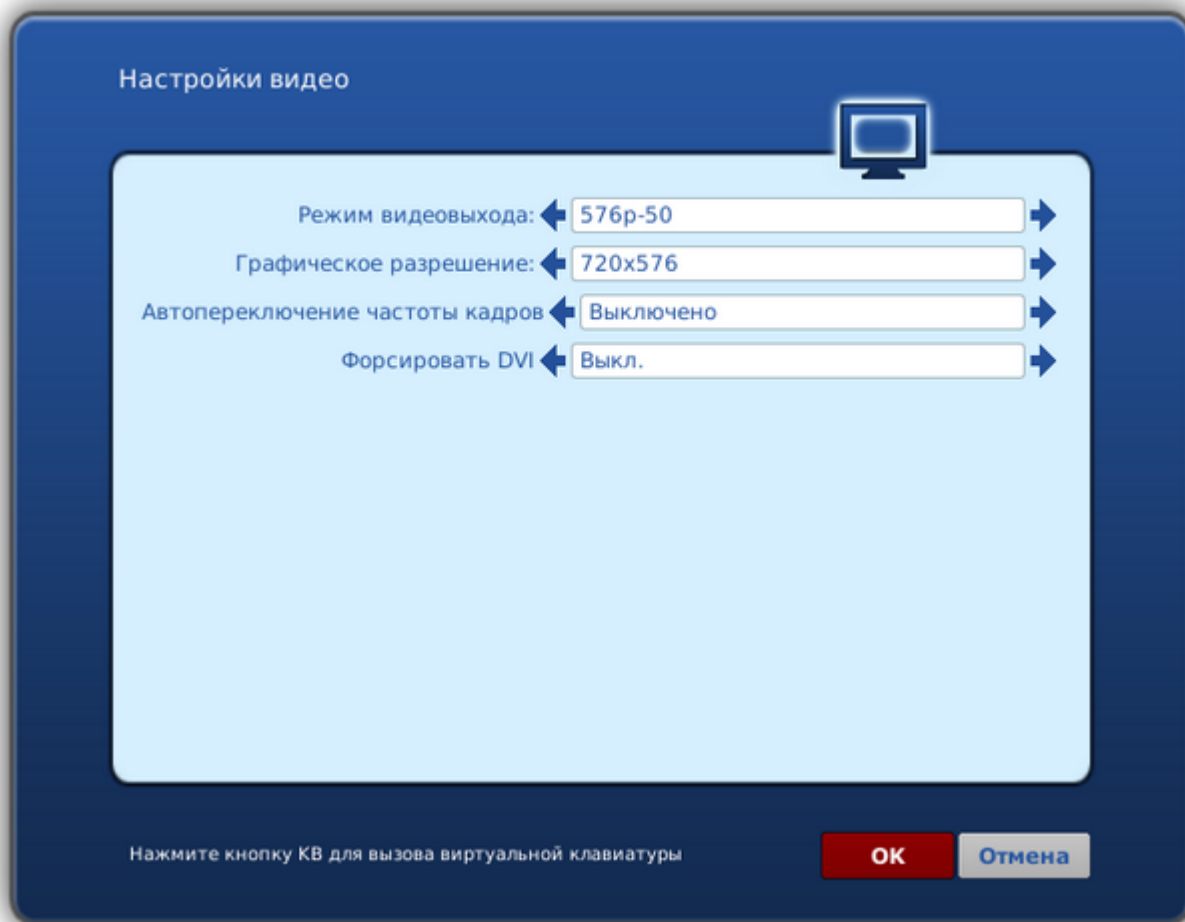 Настройки видео
Режим видеовыхода: 576p-50
Графическое разрешение: 720x576
Автопереключение частоты кадров Выключено
Форсировать DVI Выкл.
Нажмите кнопку КВ для вызова виртуальной клавиатуры
OK Отмена